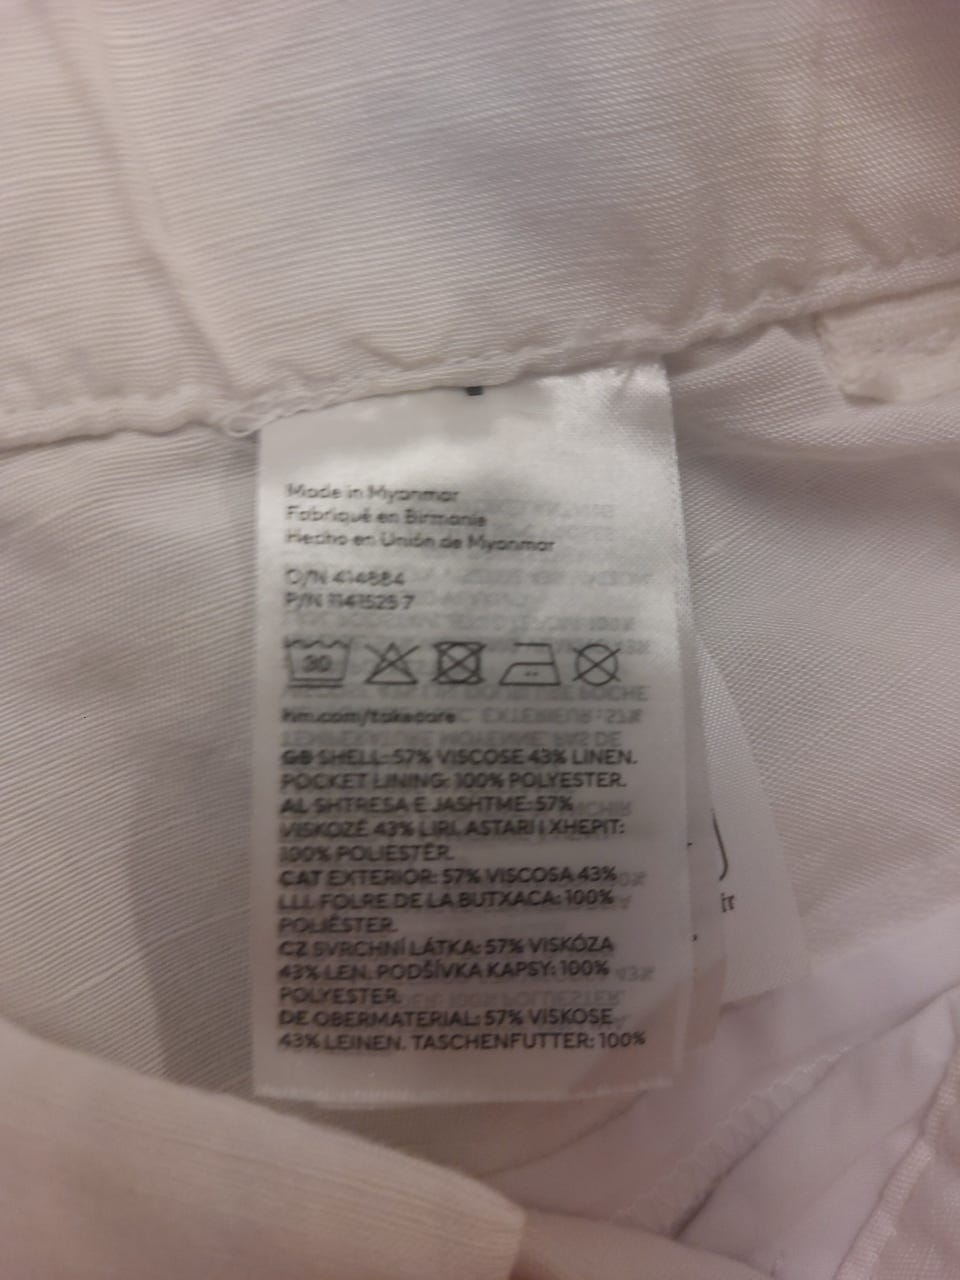 Made in Myanmar
Fabriqué en Birmanie
Hecho en Unión de Myanmar
O/N 414884
P/N 1141525 7
30
hm.com/takecare
GB SHELL: 57% VISCOSE 43% LINEN.
POCKET LINING: 100% POLYESTER.
AL SHTRESA E JASHTME: 57%
VISKOZË 43% LIRI. ASTARI I XHEPIT:
100% POLIESTËR.
CAT EXTERIOR: 57% VISCOSA 43%
LLI. FOLRE DE LA BUTXACA: 100%
POLIÈSTER.
CZ SVRCHNÍ LÁTKA: 57% VISKÓZA
43% LEN. PODŠÍVKA KAPSY: 100%
POLYESTER.
DE OBERMATERIAL: 57% VISKOSE
43% LEINEN. TASCHENFUTTER: 100%